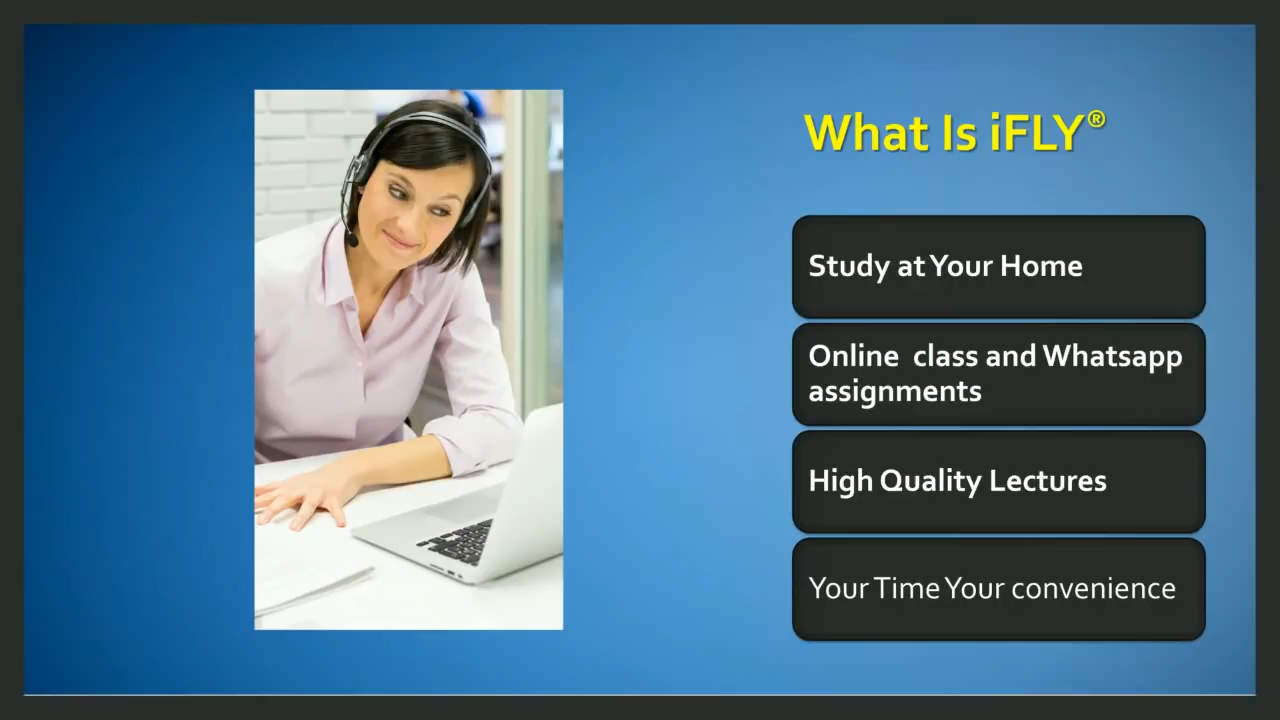 What Is iFLY®
Study at Your Home
Online class and Whatsapp
assignments
High Quality Lectures
Your Time Your convenience